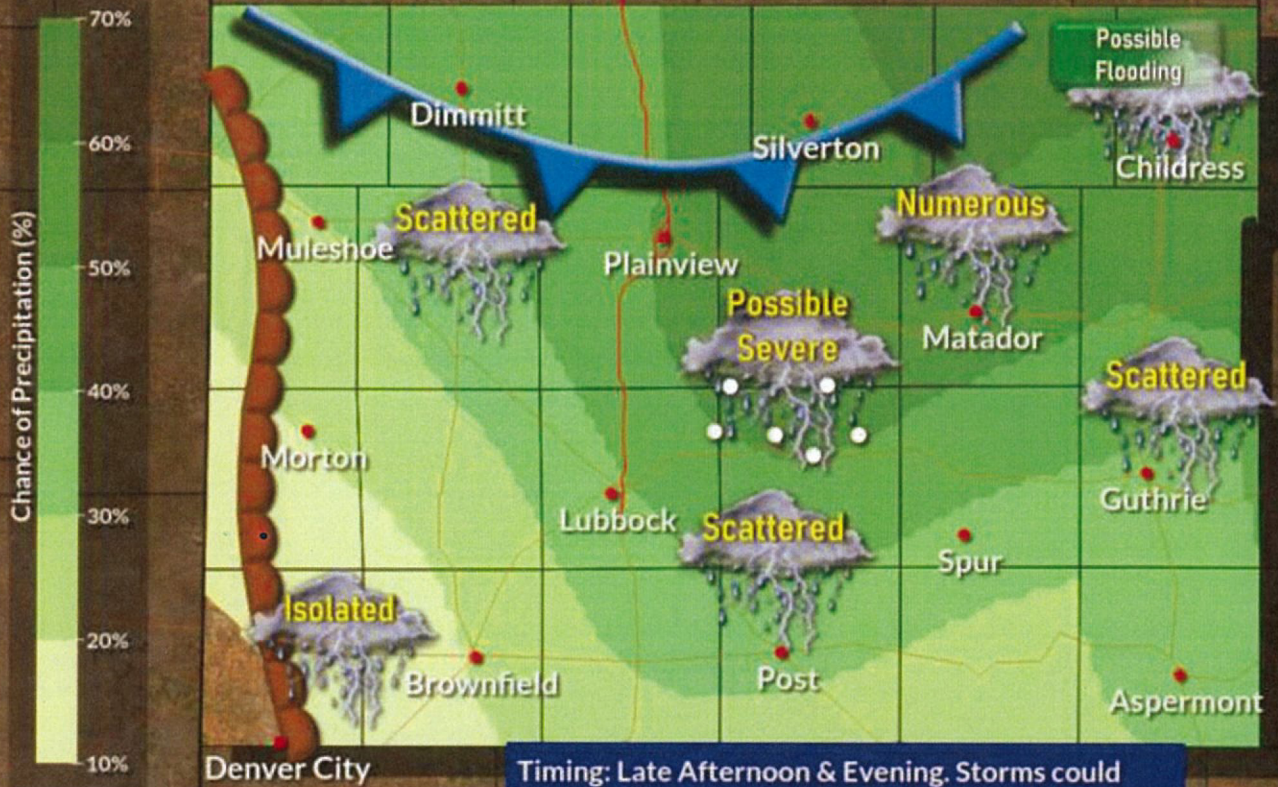 70%
60%
50%
40%
30%
20%
10%
Chance of Precipitation (%)
Possible
Flooding
Dimmitt
Silverton
Childress
Scattered
Numerous
Muleshoe
Plainview
Possible
Severe
Matador
Scattered
Morton
Guthrie
Lubbock
Scattered
Spur
Isolated
Brownfield
Post
Aspermont
Denver City
Timing: Late Afternoon & Evening. Storms could